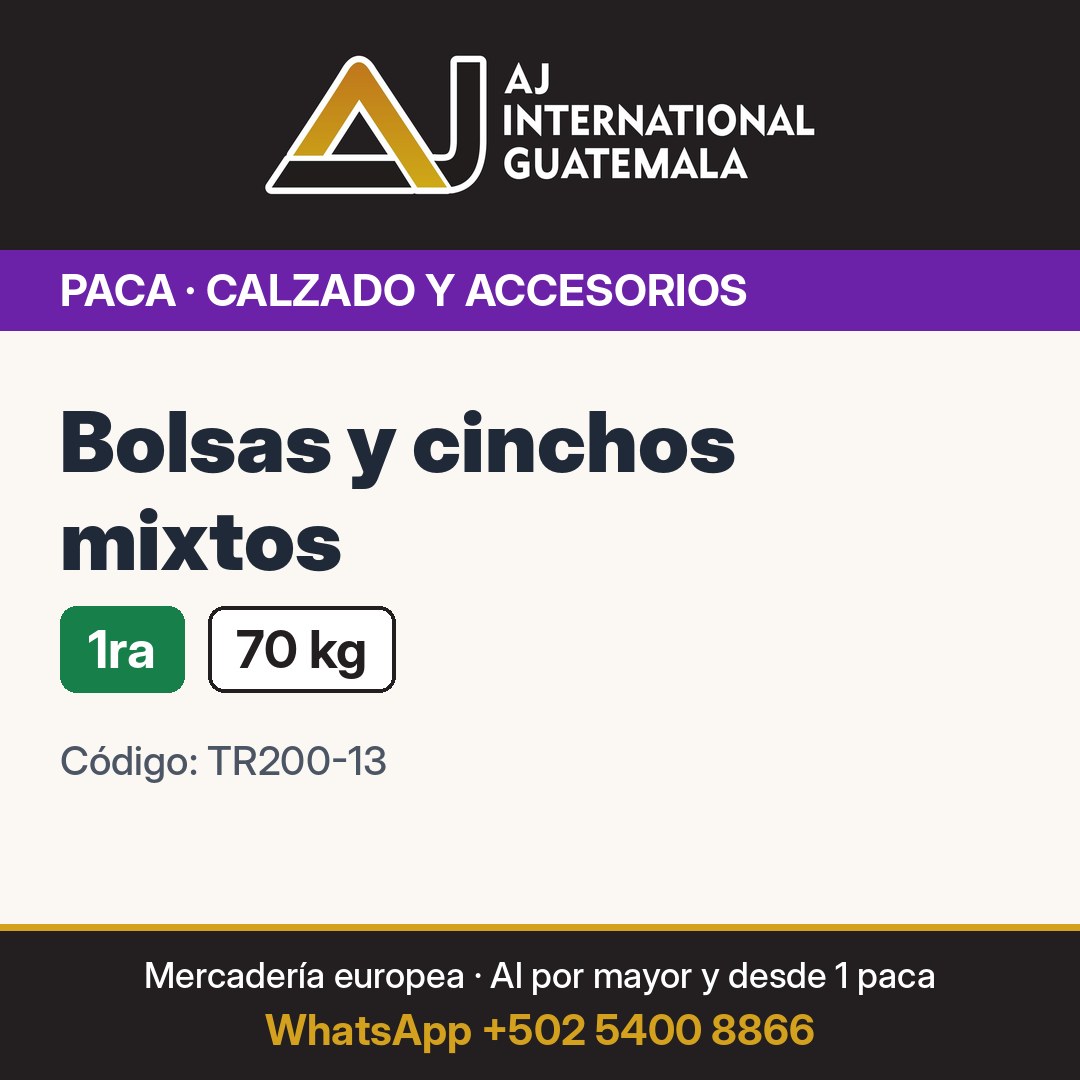 AJ
AJ
INTERNATIONAL
GUATEMALA
PACA · CALZADO Y ACCESORIOS
Bolsas y cinchos
mixtos
1ra
70 kg
Código: TR200-13
Mercadería europea · Al por mayor y desde 1 paca
WhatsApp +502 5400 8866